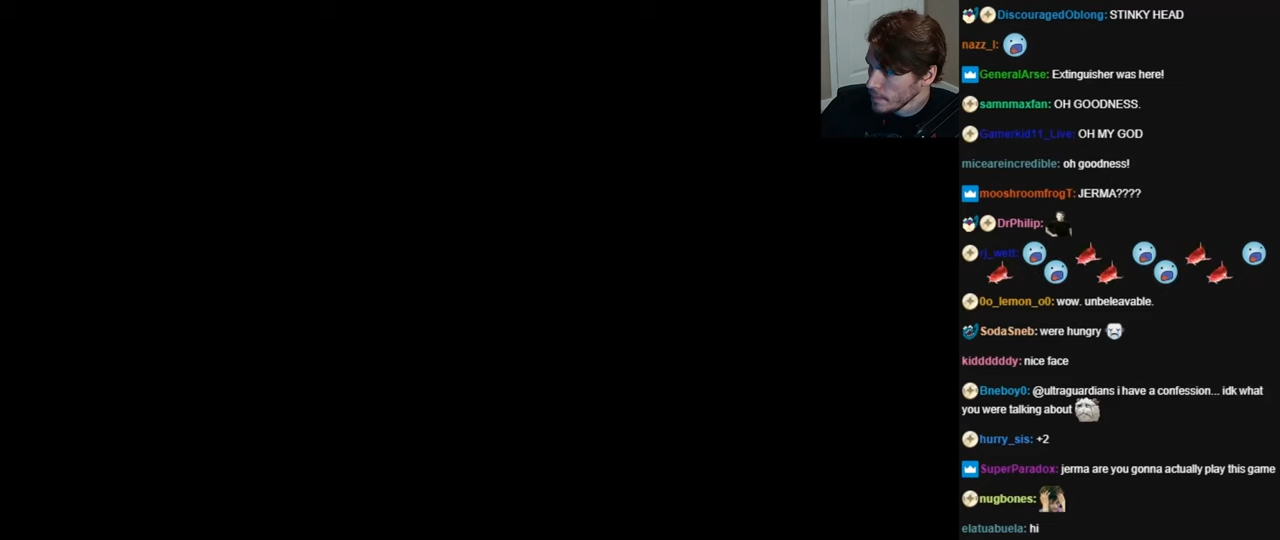 DiscouragedOblong: STINKY HEAD
nazz_l:
GeneralArse: Extinguisher was here!
samnmaxfan: OH GOODNESS.
Gamerkid11_Live: OH MY GOD
miceareincredible: oh goodness!
mooshroomfrogT: JERMA????
DrPhilip:
rj_wett:
0o_lemon_o0: wow. unbeleavable.
SodaSneb: were hungry
kiddddddy: nice face
Bneboy0: @ultraguardians i have a confession... idk what
you were talking about
hurry_sis: +2
SuperParadox: jerma are you gonna actually play this game
nugbones:
elatuabuela: hi